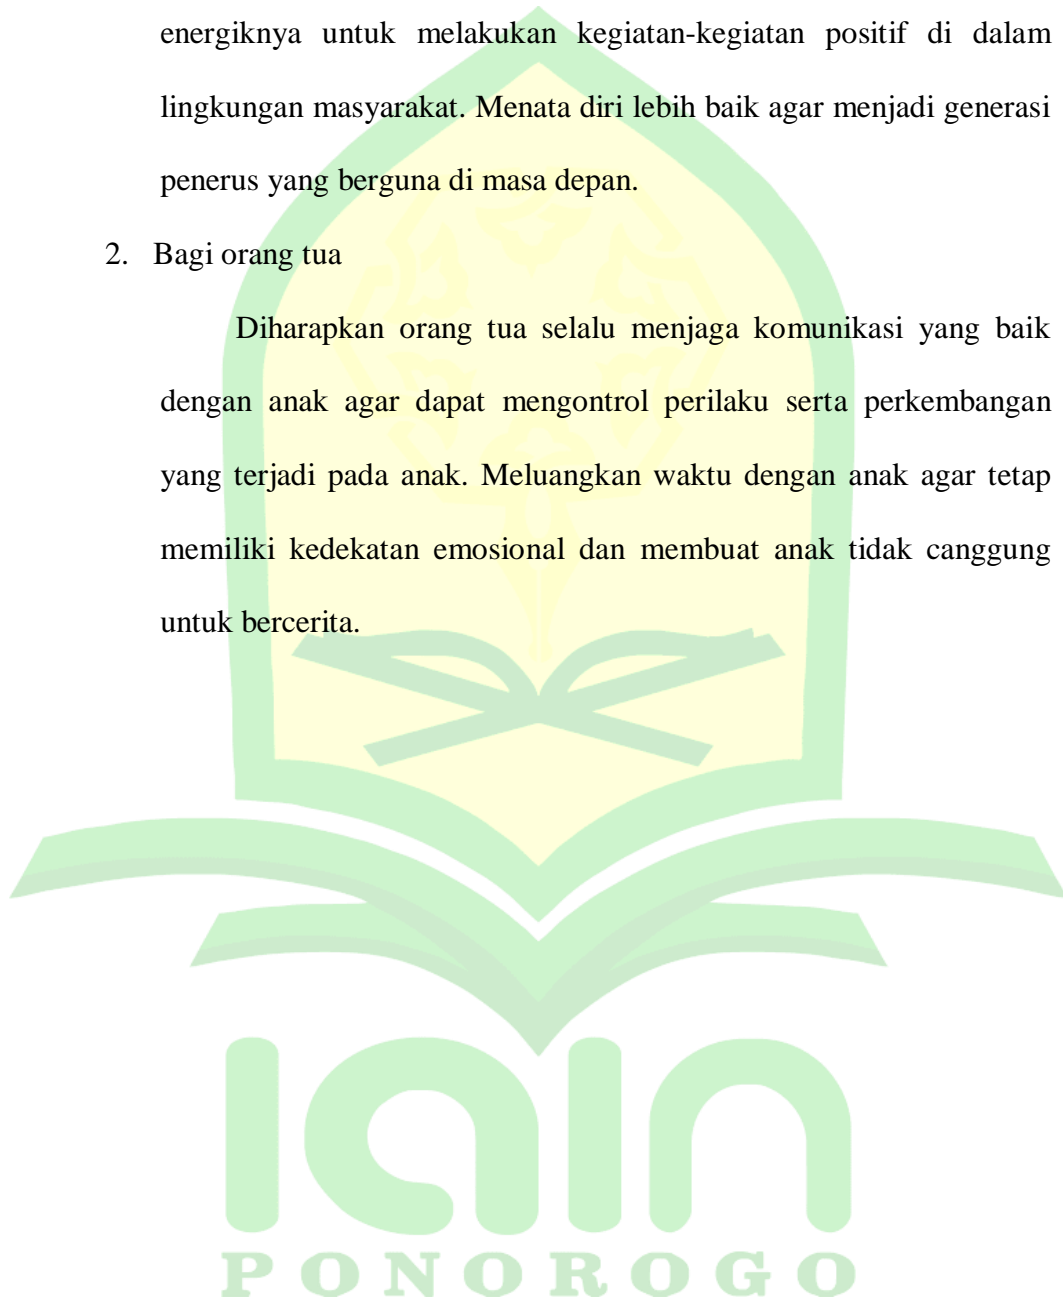 energiknya untuk melakukan kegiatan-kegiatan positif di dalam
lingkungan masyarakat. Menata diri lebih baik agar menjadi generasi
penerus yang berguna di masa depan.
2. Bagi orang tua
Diharapkan orang tua selalu menjaga komunikasi yang baik
dengan anak agar dapat mengontrol perilaku serta perkembangan
yang terjadi pada anak. Meluangkan waktu dengan anak agar tetap
memiliki kedekatan emosional dan membuat anak tidak canggung
untuk bercerita.
iain
PONOROGO